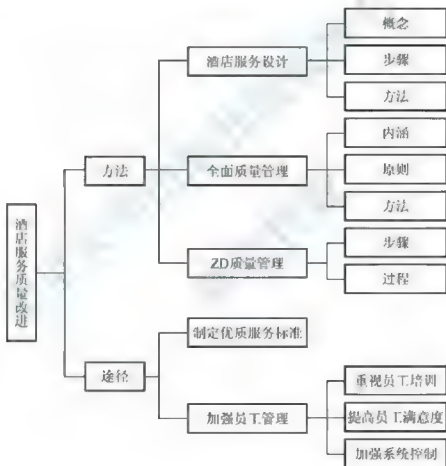 酒店服务质量改进
方法
酒店服务设计
概念
步骤
方法
全面质量管理
内涵
原则
方法
ZD质量管理
步骤
过程
途径
制定优质服务标准
加强员工管理
重视员工培训
提高员工满意度
加强系统控制